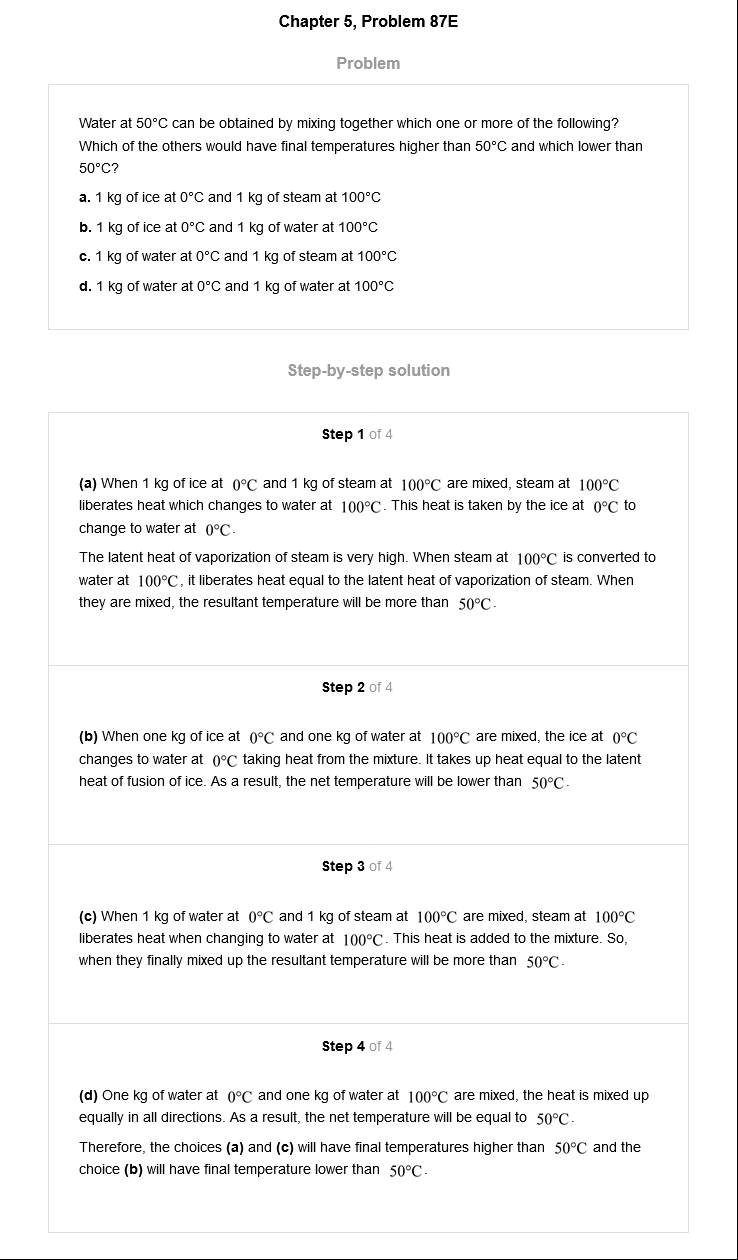 Chapter 5, Problem 87E
Problem
Water at 50°C can be obtained by mixing together which one or more of the following?
Which of the others would have final temperatures higher than 50°C and which lower than
50°C?
a. 1 kg of ice at 0°C and 1 kg of steam at 100°C
b. 1 kg of ice at 0°C and 1 kg of water at 100°C
c. 1 kg of water at 0°C and 1 kg of steam at 100°C
d. 1 kg of water at 0°C and 1 kg of water at 100°C
Step-by-step solution
Step 1 of 4
(a) When 1 kg of ice at 0°C and 1 kg of steam at 100°C are mixed, steam at 100°C
liberates heat which changes to water at 100°C. This heat is taken by the ice at 0°C to
change to water at 0°C.
The latent heat of vaporization of steam is very high. When steam at 100°C is converted to
water at 100°C, it liberates heat equal to the latent heat of vaporization of steam. When
they are mixed, the resultant temperature will be more than 50°C.
Step 2 of 4
(b) When one kg of ice at 0°C and one kg of water at 100°C are mixed, the ice at 0°C
changes to water at 0°C taking heat from the mixture. It takes up heat equal to the latent
heat of fusion of ice. As a result, the net temperature will be lower than 50°C.
Step 3 of 4
(c) When 1 kg of water at 0°C and 1 kg of steam at 100°C are mixed, steam at 100°C
liberates heat when changing to water at 100°C. This heat is added to the mixture. So,
when they finally mixed up the resultant temperature will be more than 50°C.
Step 4 of 4
(d) One kg of water at 0°C and one kg of water at 100°C are mixed, the heat is mixed up
equally in all directions. As a result, the net temperature will be equal to 50°C.
Therefore, the choices (a) and (c) will have final temperatures higher than 50°C and the
choice (b) will have final temperature lower than 50°C.